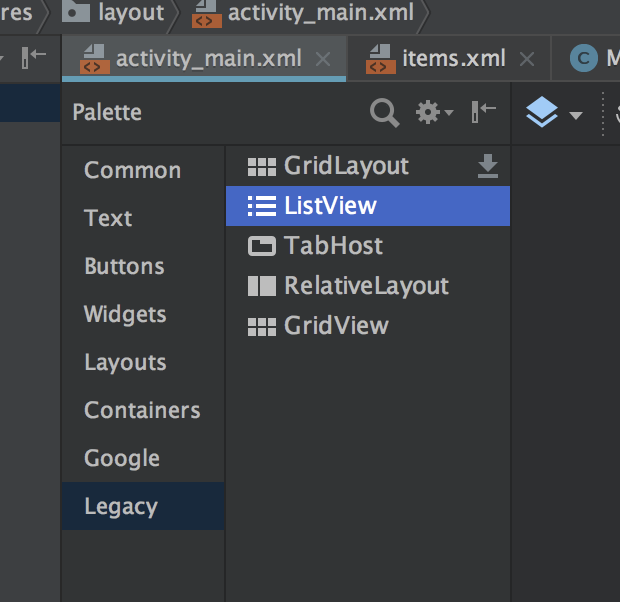 res layout activity_main.xml
activity_main.xml items.xml C M
Palette
Common
Text
Buttons
Widgets
Layouts
Containers
Google
Legacy
GridLayout
ListView
TabHost
RelativeLayout
GridView